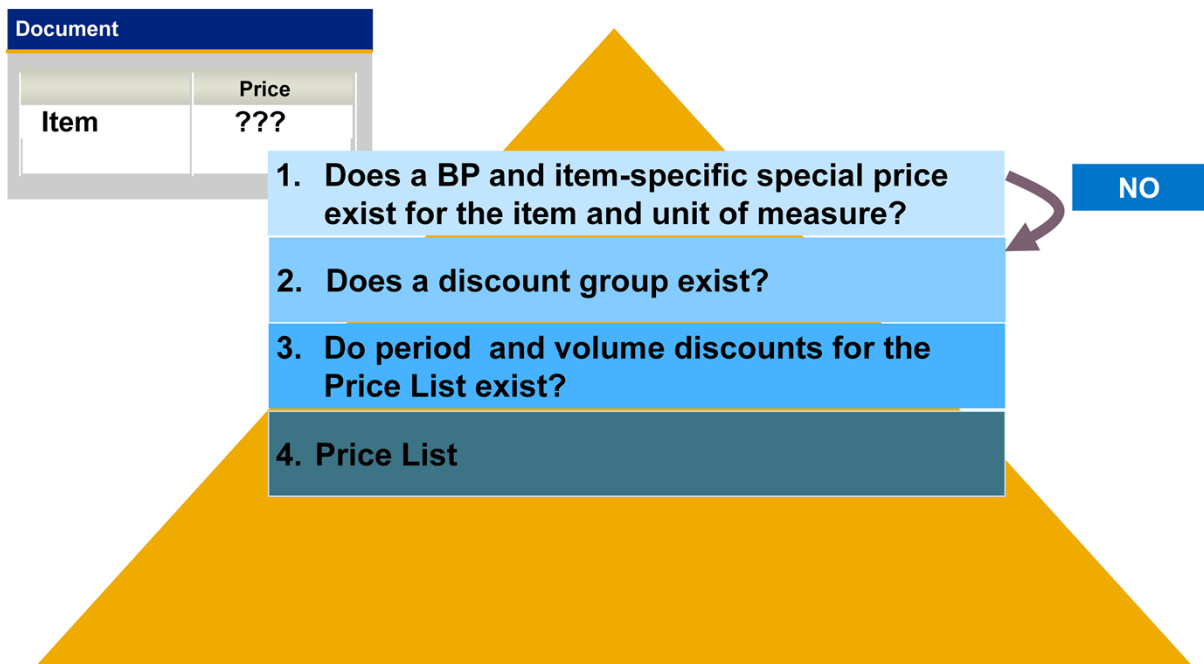 Document
Price
Item ???
1. Does a BP and item-specific special price
exist for the item and unit of measure?
NO
2. Does a discount group exist?
3. Do period and volume discounts for the
Price List exist?
4. Price List